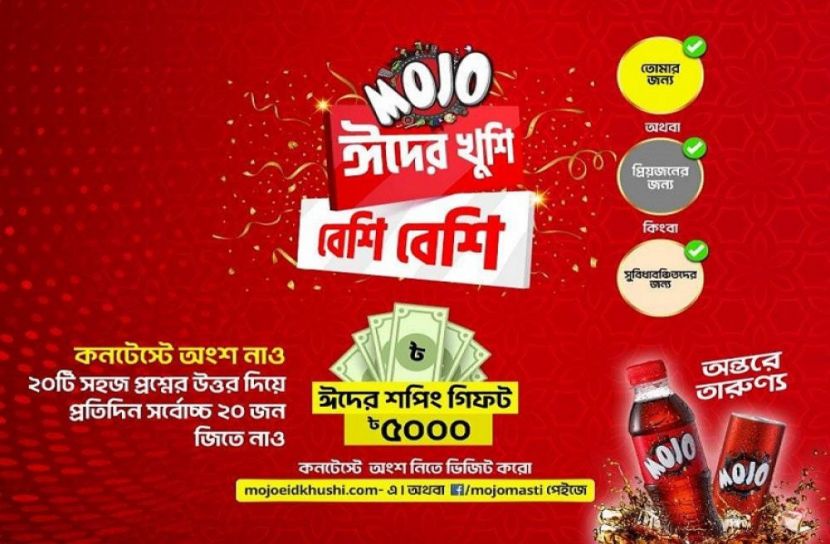 MOJO
ঈদের খুশি
বেশি বেশি
তোমার
জন্য
অথবা
প্রিয়জনের
জন্য
কিংবা
সুবিধাবঞ্চিতদের
জন্য
কনটেস্টে অংশ নাও
২০টি সহজ প্রশ্নের উত্তর দিয়ে
প্রতিদিন সর্বোচ্চ ২০ জন
জিতে নাও
৳
ঈদের শপিং গিফট
৳৫০০০
কনটেস্টে অংশ নিতে ভিজিট করো
mojoeidkhushi.com- এ। অথবা f/mojomasti পেইজে
অন্তরে
তারুণ্য
MOJO
MOJO